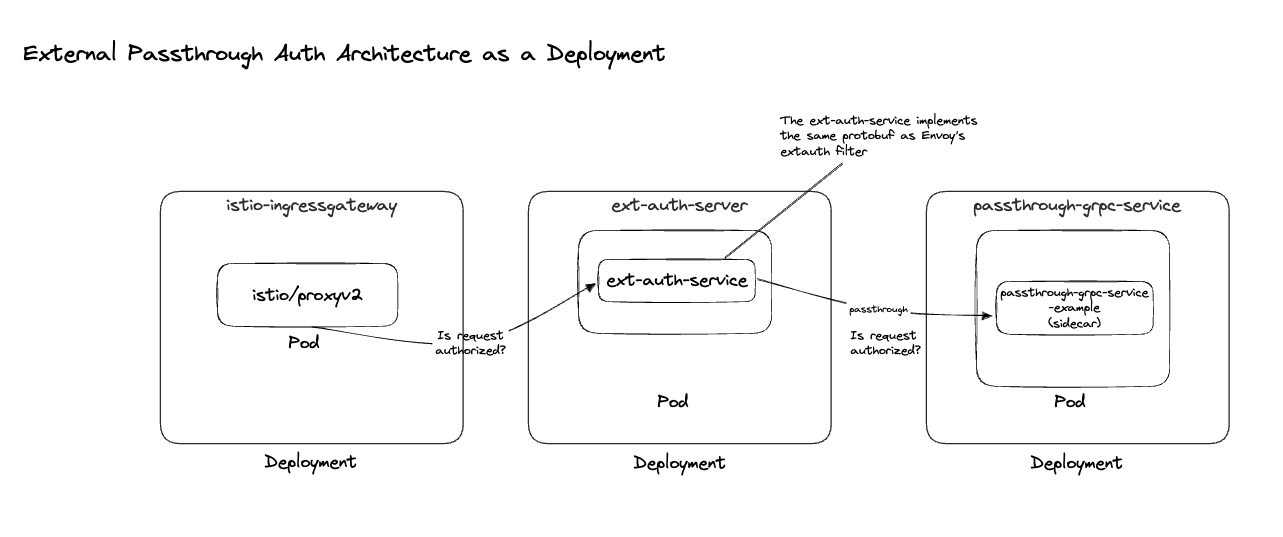 External Passthrough Auth Architecture as a Deployment
The ext-auth-service implements
the same protobuf as Envoy's
extauth filter
istio-ingressgateway
istio/proxyv2
Pod
Deployment
Is request
authorized?
ext-auth-server
ext-auth-service
Pod
Deployment
passthrough
Is request
authorized?
passthrough-grpc-service
passthrough-grpc-service
-example
(sidecar)
Pod
Deployment